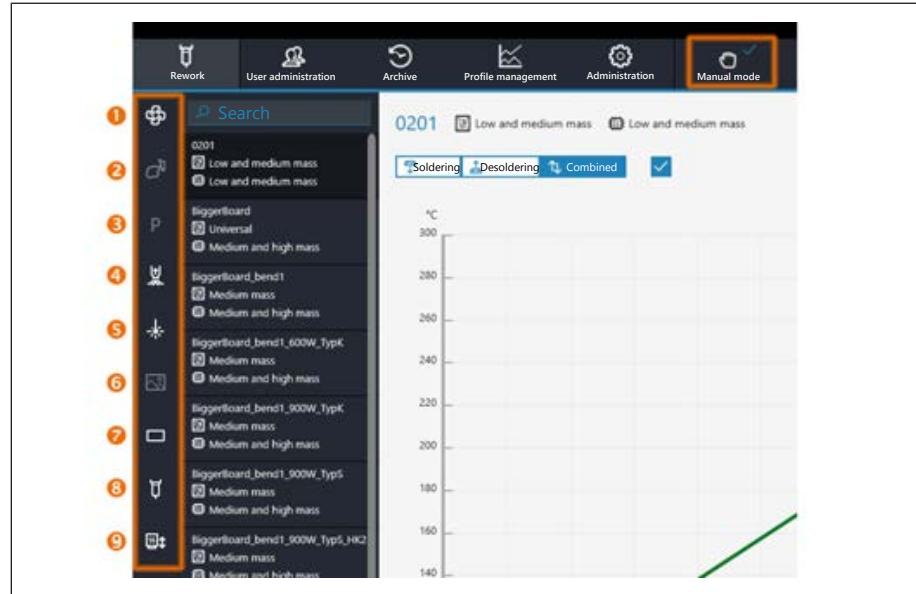 Rework User administration Archive Profile management Administration Manual mode
1
2
3
P
4
5
6
7
8
9
Search
0201
Low and medium mass
Low and medium mass
BiggerBoard
Universal
Medium and high mass
BiggerBoard_bend1
Medium mass
Medium and high mass
BiggerBoard_bend1_600W_TypK
Medium mass
Medium and high mass
BiggerBoard_bend1_900W_TypK
Medium mass
Medium and high mass
BiggerBoard_bend1_900W_TypS
Medium mass
Medium and high mass
BiggerBoard_bend1_900W_TypS_HK2
Medium mass
Medium and high mass
0201 Low and medium mass Low and medium mass
Soldering Desoldering Combined
°C
300
280
260
240
220
200
180
160
140